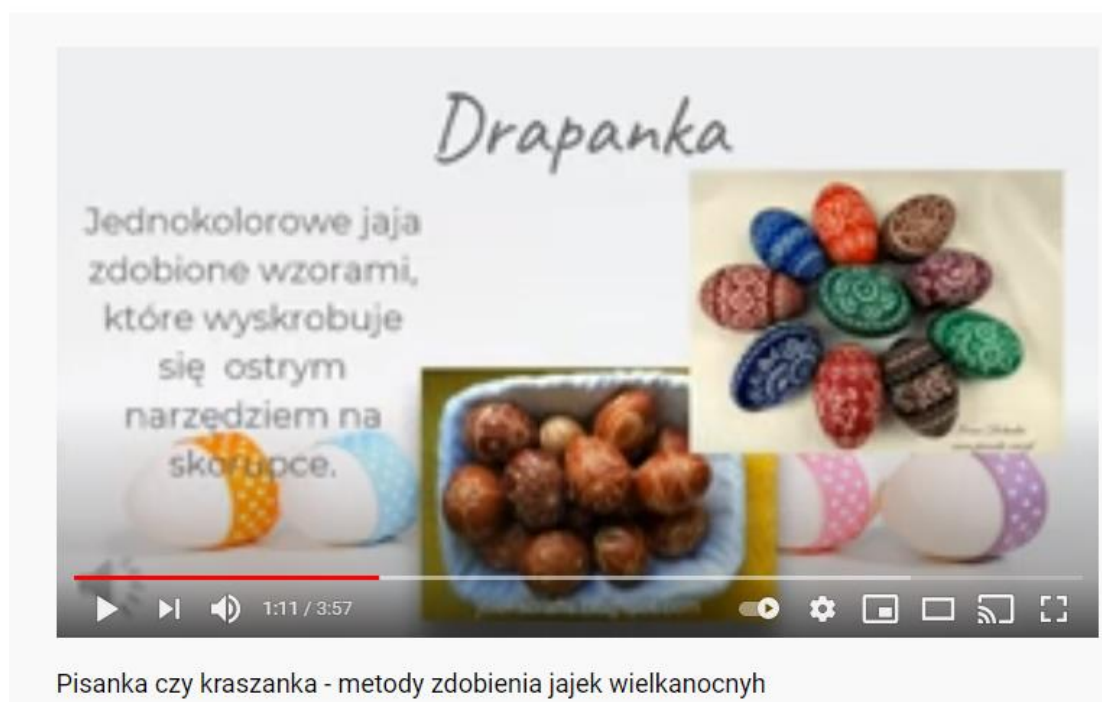 Drapanka
Jednokolorowe jaja
zdobione wzorami,
które wyskrobuje
się ostrym
narzędziem na
skorupce.
1:11 / 3:57
Pisanka czy kraszanka - metody zdobienia jajek wielkanocnyh